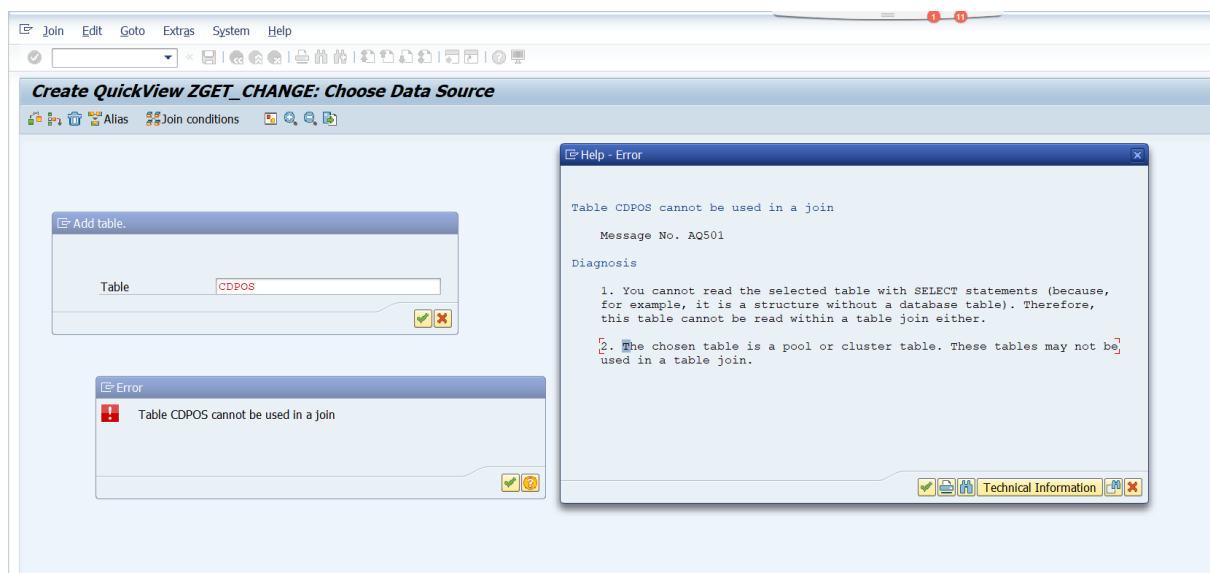 1 11
Join Edit Goto Extras System Help
Create QuickView ZGET_CHANGE: Choose Data Source
Alias Join conditions
Add table.
Table CDPOS
Error
Table CDPOS cannot be used in a join
Help - Error
Table CDPOS cannot be used in a join
Message No. AQ501
Diagnosis
1. You cannot read the selected table with SELECT statements (because,
for example, it is a structure without a database table). Therefore,
this table cannot be read within a table join either.
2. The chosen table is a pool or cluster table. These tables may not be
used in a table join.
Technical Information